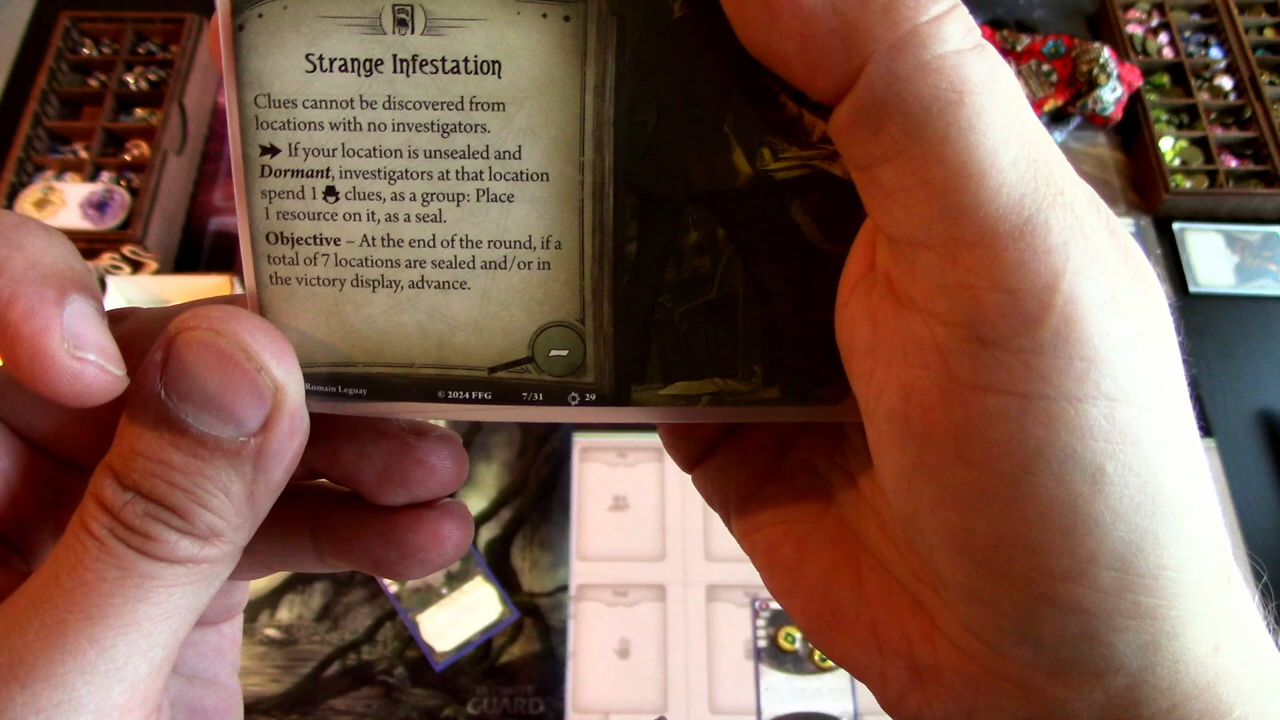 Strange Infestation
Clues cannot be discovered from
locations with no investigators.
If your location is unsealed and
Dormant, investigators at that location
spend 1 clues, as a group: Place
1 resource on it, as a seal.
Objective – At the end of the round, if a
total of 7 locations are sealed and/or in
the victory display, advance.
–
Romain Leguay © 2024 FFG 7/31 29
ULTIMATE
GUARD